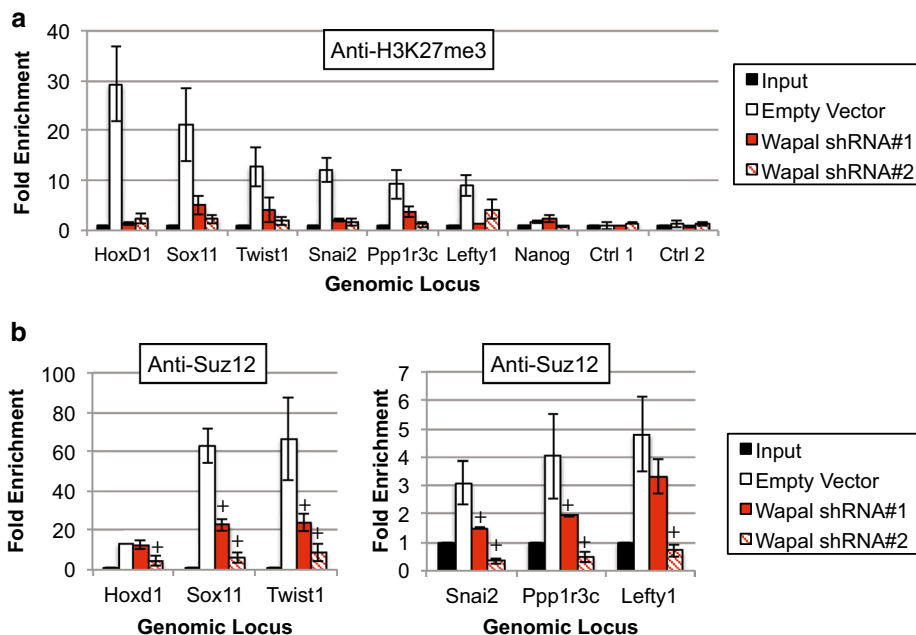 a
Anti-H3K27me3
Fold Enrichment
40
30
20
10
0
HoxD1 Sox11 Twist1 Snai2 Ppp1r3c Lefty1 Nanog Ctrl 1 Ctrl 2
Genomic Locus
Input
Empty Vector
Wapal shRNA#1
Wapal shRNA#2
b
Anti-Suz12
Fold Enrichment
100
80
60
40
20
0
+
+
+
+
+
Hoxd1 Sox11 Twist1
Genomic Locus
Anti-Suz12
Fold Enrichment
7
6
5
4
3
2
1
0
+
+
+
+
+
Snai2 Ppp1r3c Lefty1
Genomic Locus
Input
Empty Vector
Wapal shRNA#1
Wapal shRNA#2